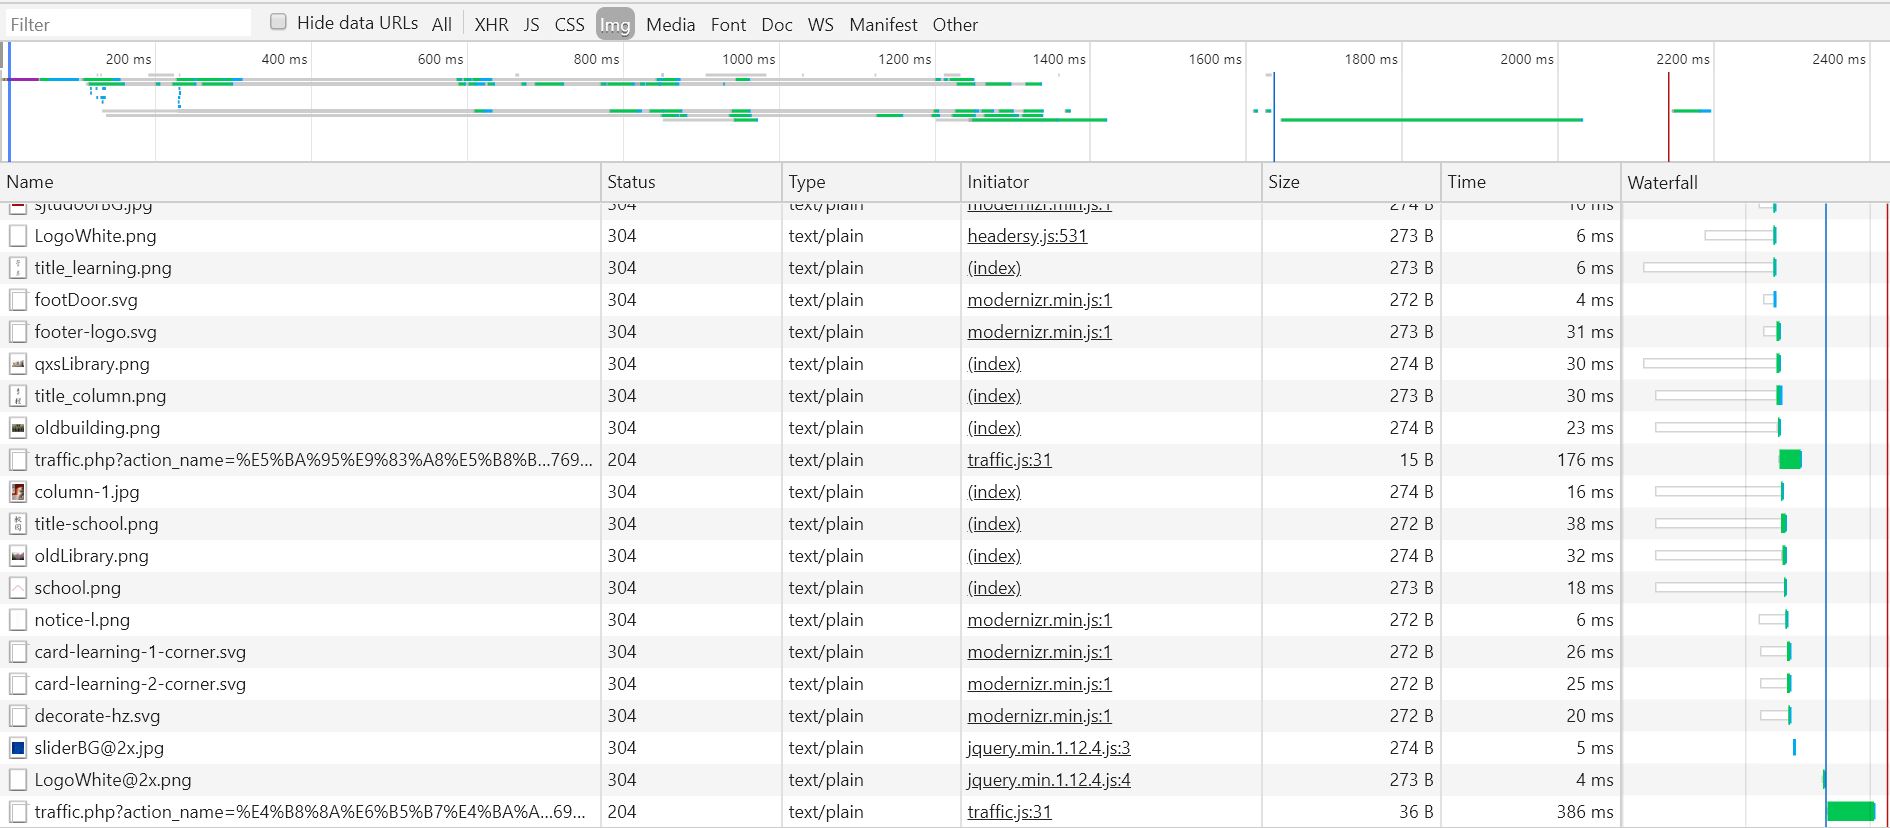 Filter Hide data URLs All XHR JS CSS Img Media Font Doc WS Manifest Other
200 ms 400 ms 600 ms 800 ms 1000 ms 1200 ms 1400 ms 1600 ms 1800 ms 2000 ms 2200 ms 2400 ms
Name Status Type Initiator Size Time Waterfall
sjtudoorBG.jpg 304 text/plain modernizr.min.js:1 274 B 10 ms
LogoWhite.png 304 text/plain headersy.js:531 273 B 6 ms
title_learning.png 304 text/plain (index) 273 B 6 ms
footDoor.svg 304 text/plain modernizr.min.js:1 272 B 4 ms
footer-logo.svg 304 text/plain modernizr.min.js:1 273 B 31 ms
qxsLibrary.png 304 text/plain (index) 274 B 30 ms
title_column.png 304 text/plain (index) 273 B 30 ms
oldbuilding.png 304 text/plain (index) 274 B 23 ms
traffic.php?action_name=%E5%BA%95%E9%83%A8%E5%B8%B...769... 204 text/plain traffic.js:31 15 B 176 ms
column-1.jpg 304 text/plain (index) 274 B 16 ms
title-school.png 304 text/plain (index) 272 B 38 ms
oldLibrary.png 304 text/plain (index) 274 B 32 ms
school.png 304 text/plain (index) 273 B 18 ms
notice-l.png 304 text/plain modernizr.min.js:1 272 B 6 ms
card-learning-1-corner.svg 304 text/plain modernizr.min.js:1 272 B 26 ms
card-learning-2-corner.svg 304 text/plain modernizr.min.js:1 272 B 25 ms
decorate-hz.svg 304 text/plain modernizr.min.js:1 272 B 20 ms
sliderBG@2x.jpg 304 text/plain jquery.min.1.12.4.js:3 274 B 5 ms
LogoWhite@2x.png 304 text/plain jquery.min.1.12.4.js:4 273 B 4 ms
traffic.php?action_name=%E4%B8%8A%E6%B5%B7%E4%BA%A...69... 204 text/plain traffic.js:31 36 B 386 ms